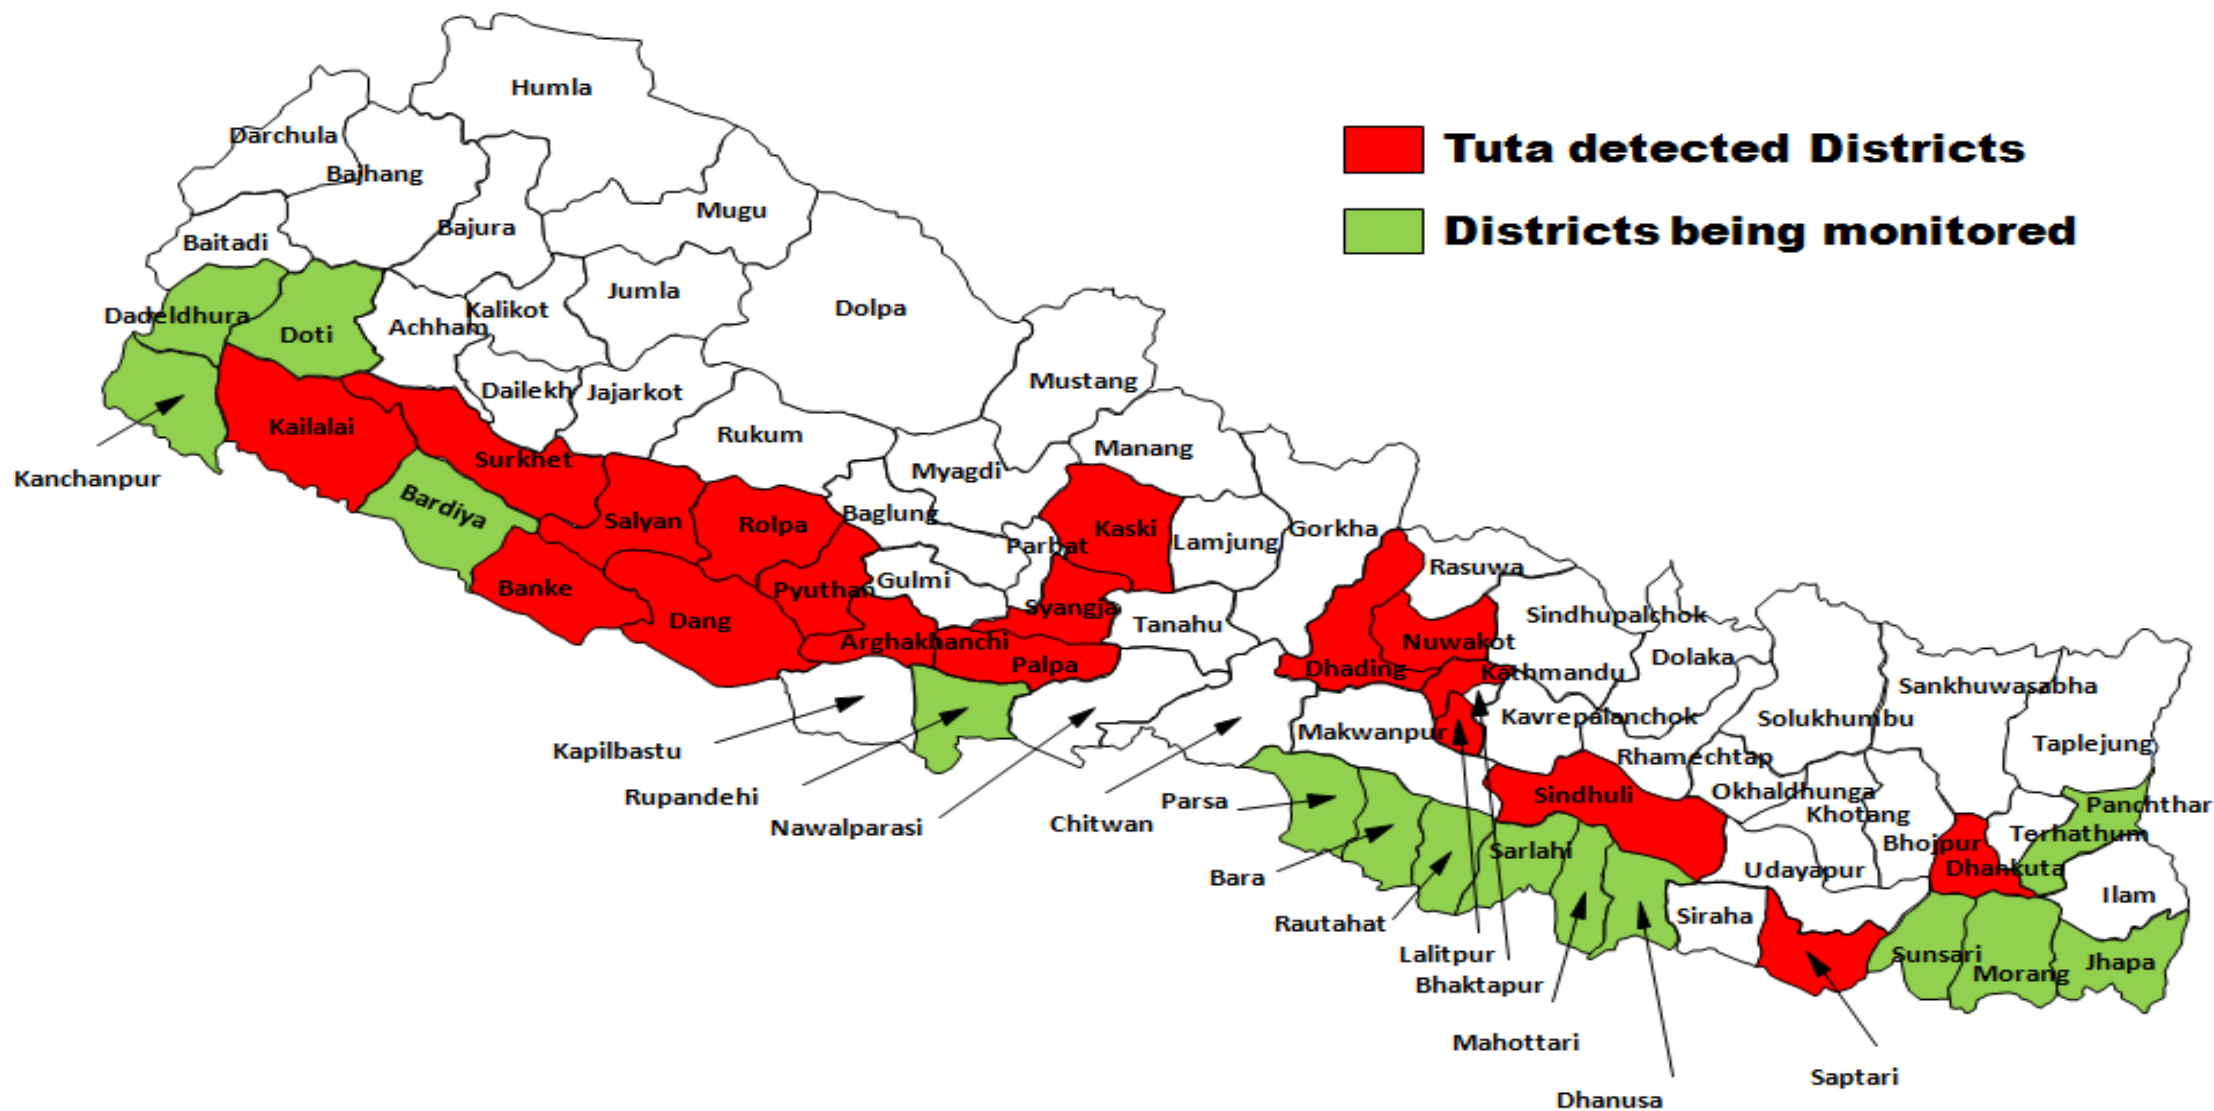 Humla
Darchula
Tuta detected Districts
Bajhang
Mugu
Bajura
Districts being monitored
Baitadi
Jumla
Dolpa
Kalikot
Dadeldhura
Achham
Doti
Mustang
Dailekh
Jajarkot
Kailalai
Rukum
Manang
Surkhet
Myagdi
Kanchanpur
Bardiya
Baglung
Salyan
Rolpa
Kaski
Gorkha
Lamjung
Parbat
Rasuwa
Gulmi
Banke
Pyuthan
Syangja
Sindhupalchok
Dang
Tanahu
Arghakhanchi
Nuwakot
Dolaka
Palpa
Dhading
Kathmandu
Sankhuwasabha
Kavrepalanchok
Solukhumbu
Makwanpur
Taplejung
Kapilbastu
Rhamechtap
Okhaldhunga
Sindhuli
Rupandehi
Parsa
Panchthar
Khotang
Nawalparasi
Chitwan
Terhathum
Bhojpur
Sarlahi
Dhankuta
Udayapur
Bara
Ilam
Siraha
Rautahat
Lalitpur
Sunsari
Jhapa
Morang
Bhaktapur
Mahottari
Saptari
Dhanusa